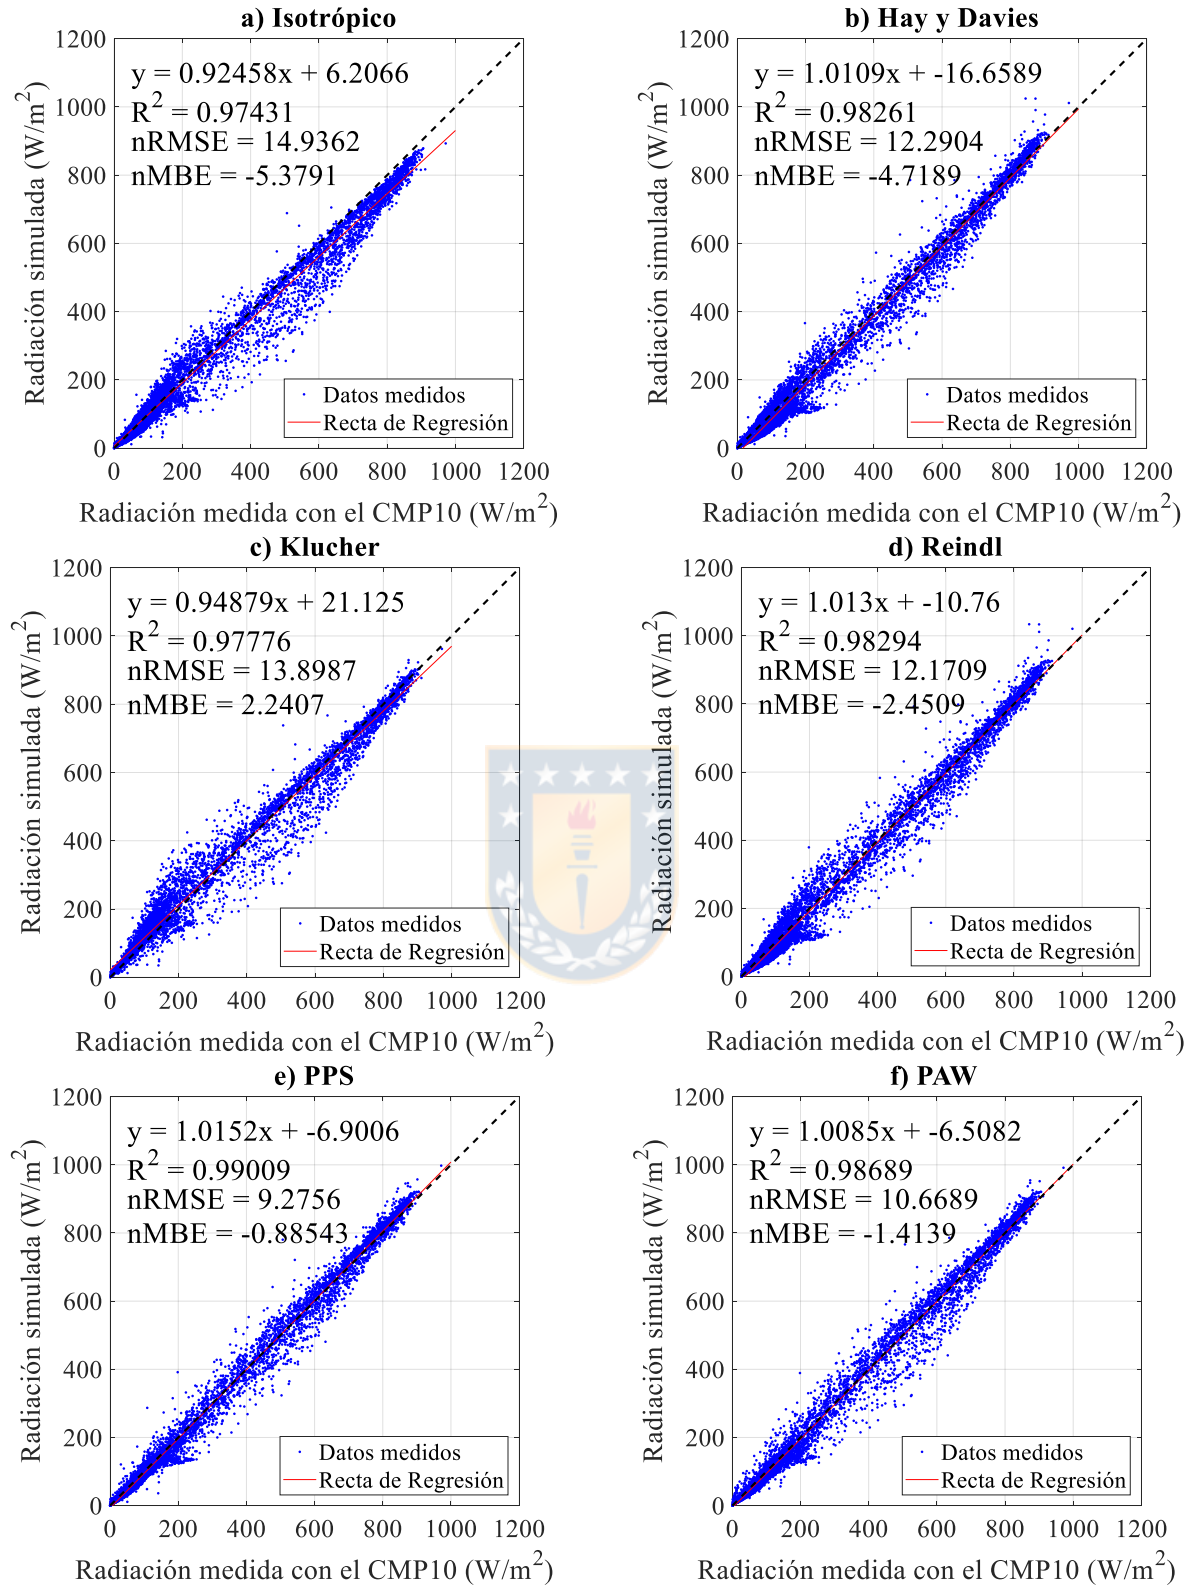 a) Isotrópico
1200
1000
800
600
400
200
0
y = 0.92458x + 6.2066
R2 = 0.97431
nRMSE = 14.9362
nMBE = -5.3791
Datos medidos
Recta de Regresión
0 200 400 600 800 1000 1200
Radiación simulada (W/m2)
Radiación medida con el CMP10 (W/m2)
b) Hay y Davies
1200
1000
800
600
400
200
0
y = 1.0109x + -16.6589
R2 = 0.98261
nRMSE = 12.2904
nMBE = -4.7189
Datos medidos
Recta de Regresión
0 200 400 600 800 1000 1200
Radiación simulada (W/m2)
Radiación medida con el CMP10 (W/m2)
c) Klucher
1200
1000
800
600
400
200
0
y = 0.94879x + 21.125
R2 = 0.97776
nRMSE = 13.8987
nMBE = 2.2407
Datos medidos
Recta de Regresión
0 200 400 600 800 1000 1200
Radiación simulada (W/m2)
Radiación medida con el CMP10 (W/m2)
d) Reindl
1200
1000
800
600
400
200
0
y = 1.013x + -10.76
R2 = 0.98294
nRMSE = 12.1709
nMBE = -2.4509
Datos medidos
Recta de Regresión
0 200 400 600 800 1000 1200
Radiación simulada (W/m2)
Radiación medida con el CMP10 (W/m2)
e) PPS
1200
1000
800
600
400
200
0
y = 1.0152x + -6.9006
R2 = 0.99009
nRMSE = 9.2756
nMBE = -0.88543
Datos medidos
Recta de Regresión
0 200 400 600 800 1000 1200
Radiación simulada (W/m2)
Radiación medida con el CMP10 (W/m2)
f) PAW
1200
1000
800
600
400
200
0
y = 1.0085x + -6.5082
R2 = 0.98689
nRMSE = 10.6689
nMBE = -1.4139
Datos medidos
Recta de Regresión
0 200 400 600 800 1000 1200
Radiación simulada (W/m2)
Radiación medida con el CMP10 (W/m2)